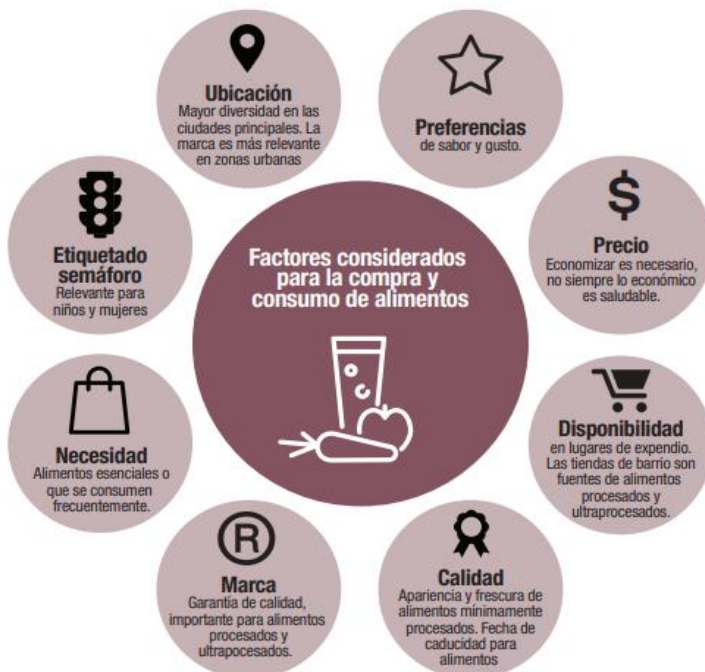 Factores considerados
para la compra y
consumo de alimentos
Ubicación
Mayor diversidad en las
ciudades principales. La
marca es más relevante
en zonas urbanas
Preferencias
de sabor y gusto.
$
Precio
Economizar es necesario,
no siempre lo económico
es saludable.
Disponibilidad
en lugares de expendio.
Las tiendas de barrio son
fuentes de alimentos
procesados y
ultraprocesados.
Calidad
Apariencia y frescura de
alimentos mínimamente
procesados. Fecha de
caducidad para
alimentos
R
Marca
Garantía de calidad,
importante para alimentos
procesados y
ultrapocesados.
Necesidad
Alimentos esenciales o
que se consumen
frecuentemente.
Etiquetado
semáforo
Relevante para
niños y mujeres